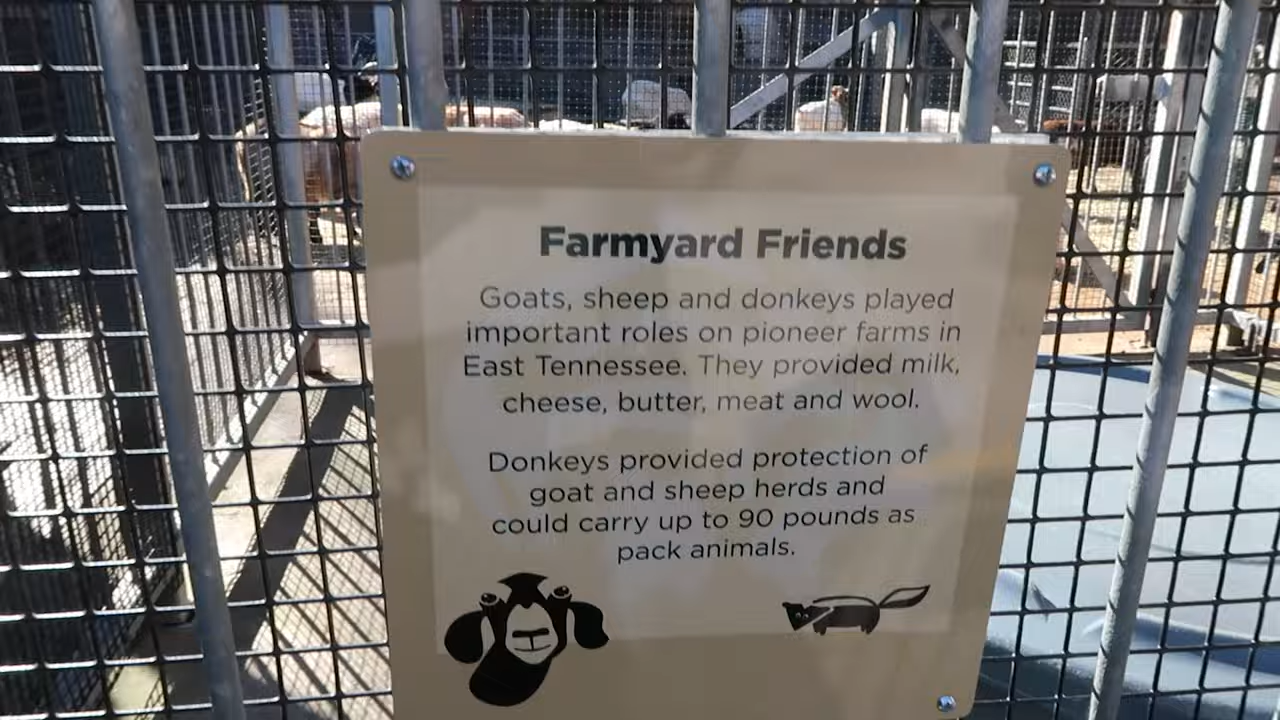 Farmyard Friends
Goats, sheep and donkeys played
important roles on pioneer farms in
East Tennessee. They provided milk,
cheese, butter, meat and wool.
Donkeys provided protection of
goat and sheep herds and
could carry up to 90 pounds as
pack animals.